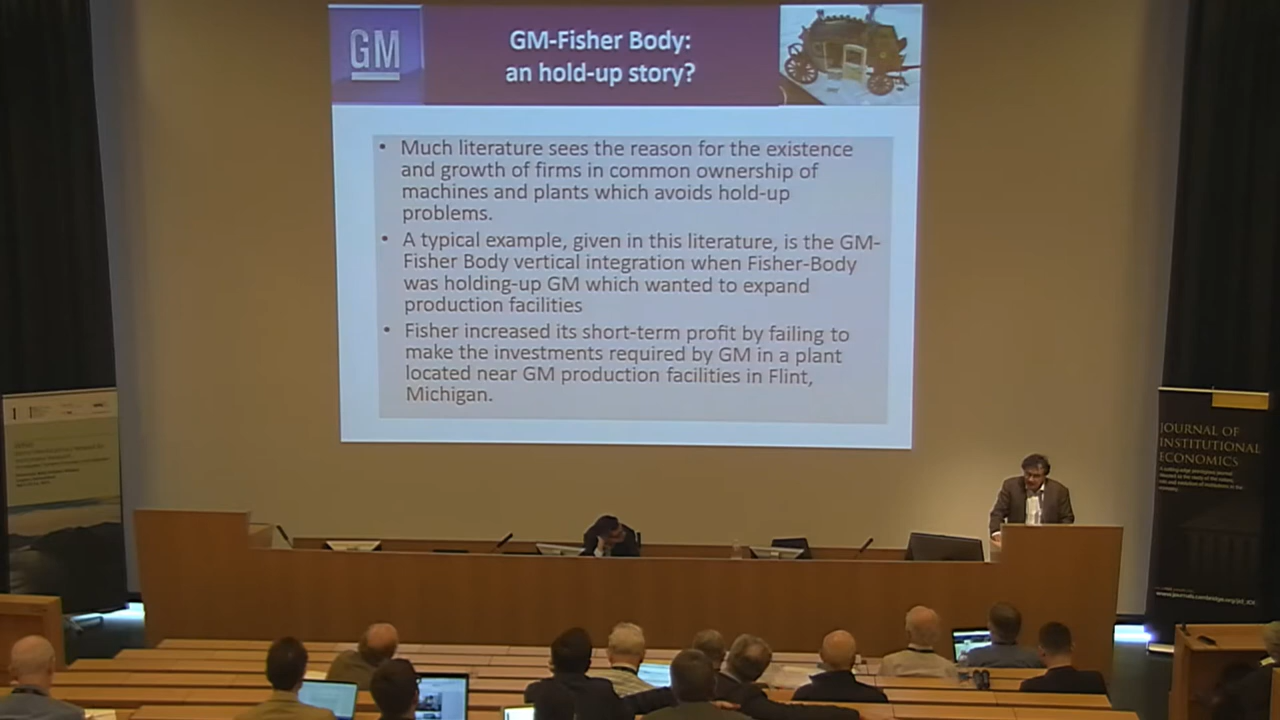 GM
GM-Fisher Body:
an hold-up story?
• Much literature sees the reason for the existence
and growth of firms in common ownership of
machines and plants which avoids hold-up
problems.
• A typical example, given in this literature, is the GM-
Fisher Body vertical integration when Fisher-Body
was holding-up GM which wanted to expand
production facilities
• Fisher increased its short-term profit by failing to
make the investments required by GM in a plant
located near GM production facilities in Flint,
Michigan.
JOURNAL OF
INSTITUTIONAL
ECONOMICS